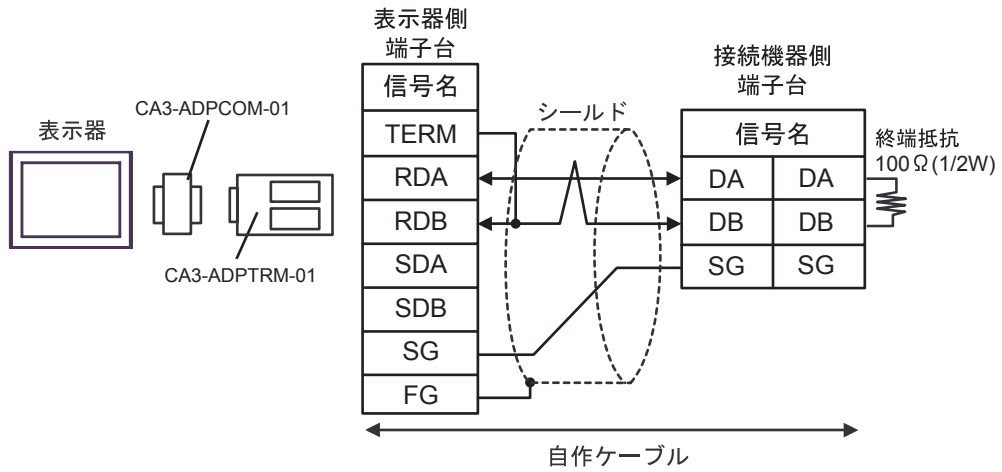 表示器側
端子台
接続機器側
端子台
信号名
CA3-ADPCOM-01
シールド
表示器
TERM
信号名
終端抵抗
100Ω(1/2W)
RDA
DA
DA
RDB
DB
DB
SDA
SG
SG
CA3-ADPTRM-01
SDB
SG
FG
自作ケーブル